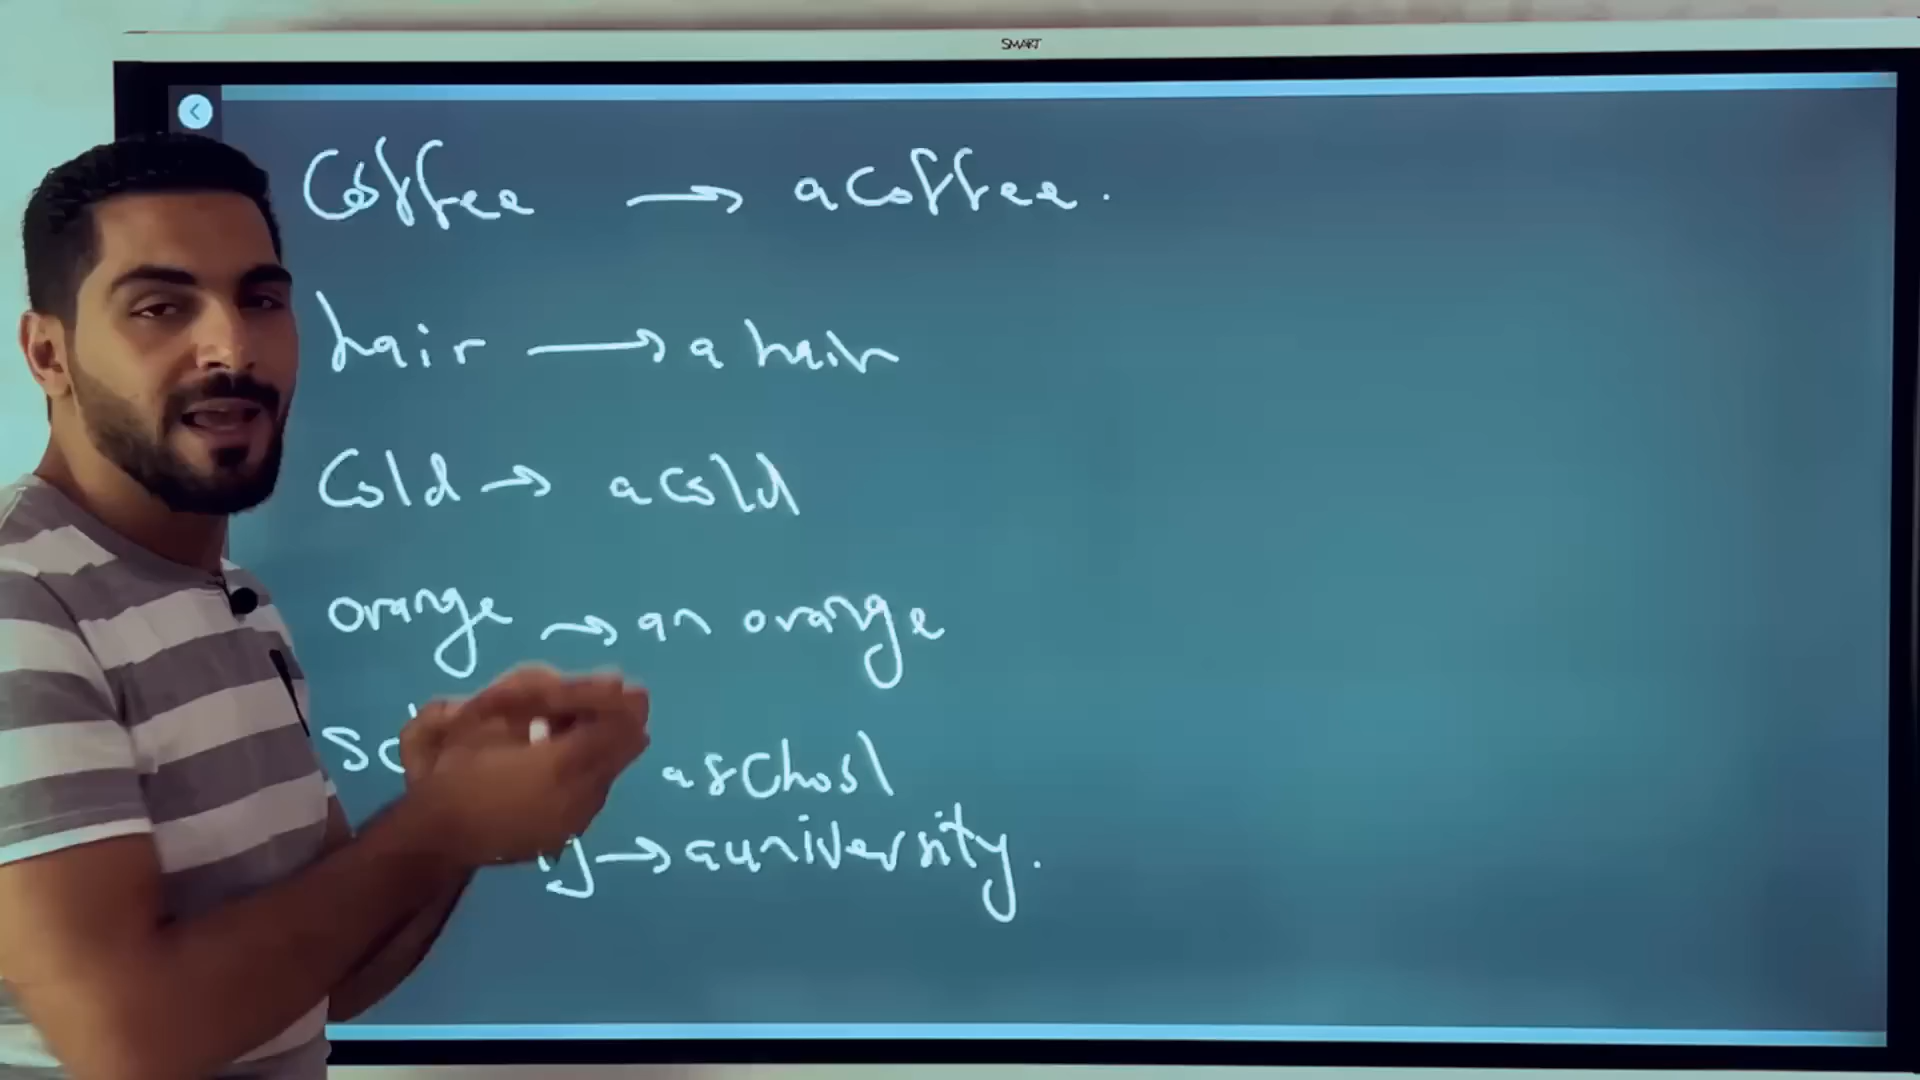 SMART
Coffee → a coffee.
hair → a hair
Cold → a cold
orange → an orange
a school
→ a university.